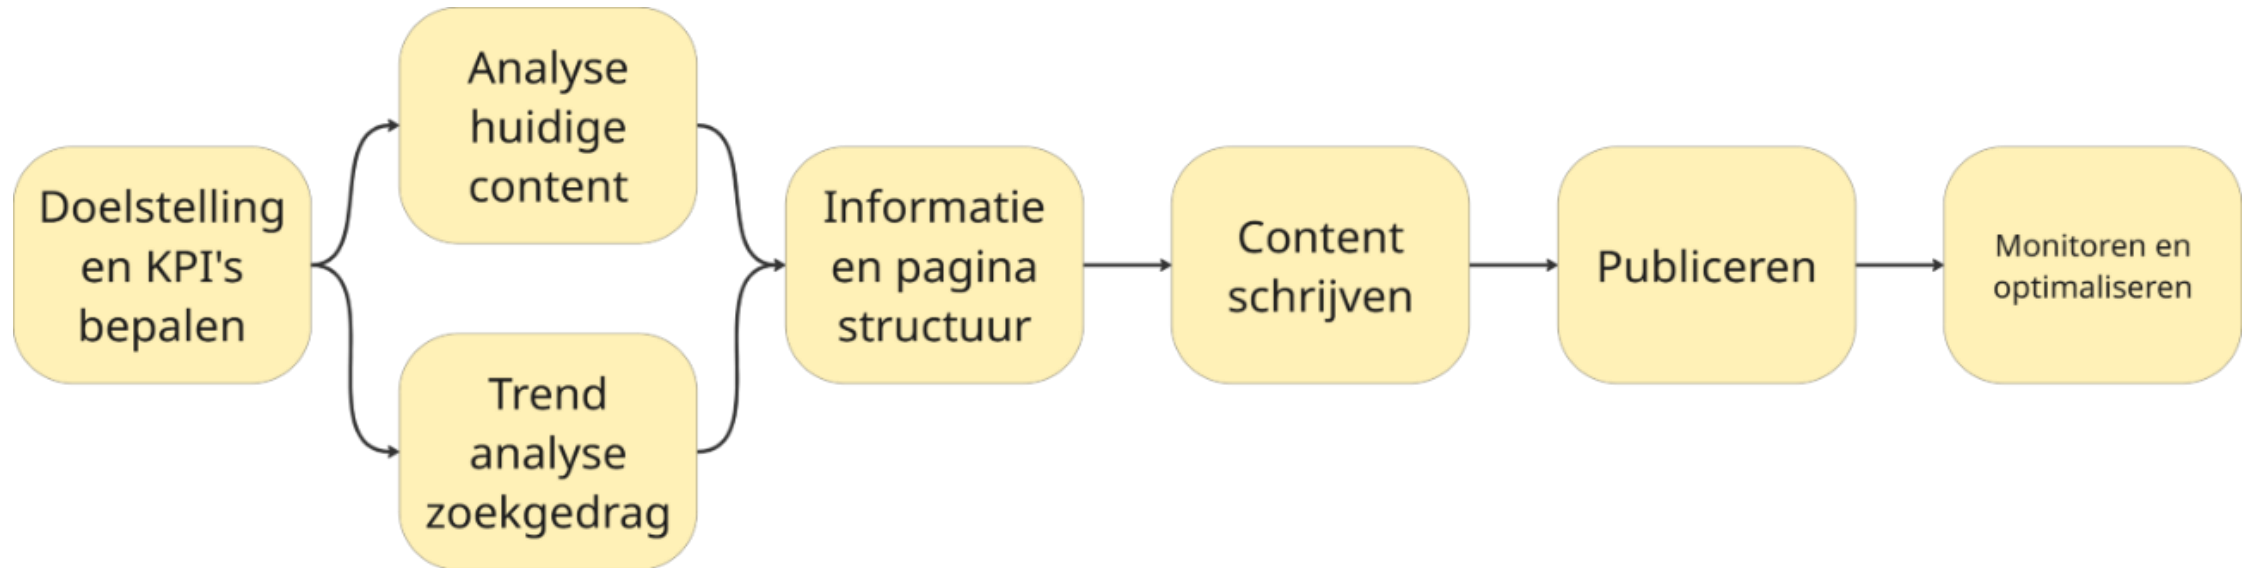 Doelstelling
en KPI's
bepalen
Analyse
huidige
content
Trend
analyse
zoekgedrag
Informatie
en pagina
structuur
Content
schrijven
Publiceren
Monitoren en
optimaliseren